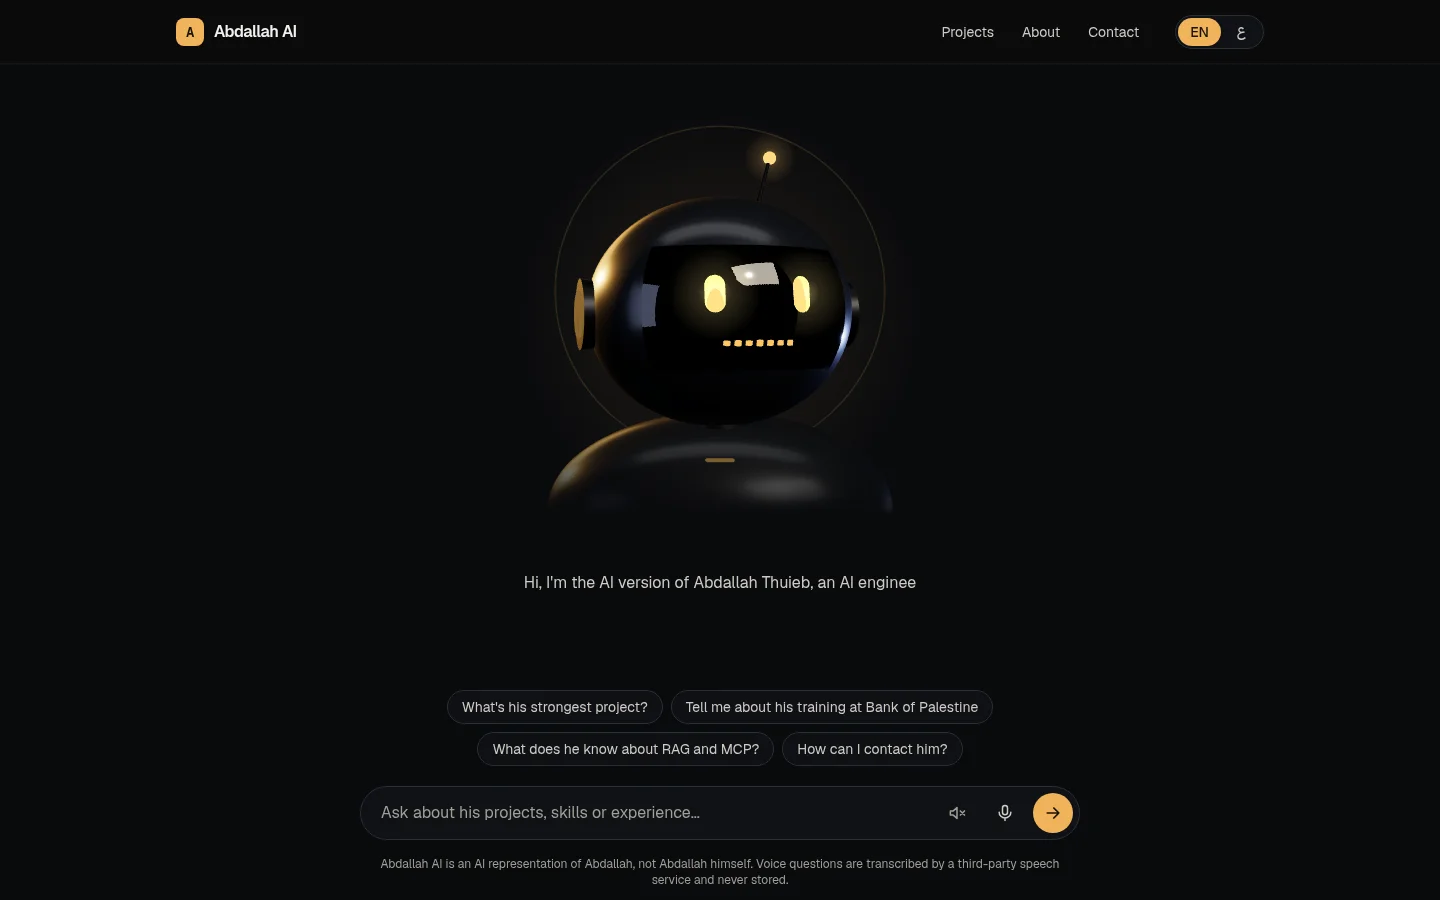 A Abdallah AI
Projects About Contact EN ع
Hi, I'm the AI version of Abdallah Thuieb, an AI enginee
What's his strongest project? Tell me about his training at Bank of Palestine
What does he know about RAG and MCP? How can I contact him?
Ask about his projects, skills or experience...
Abdallah AI is an AI representation of Abdallah, not Abdallah himself. Voice questions are transcribed by a third-party speech
service and never stored.